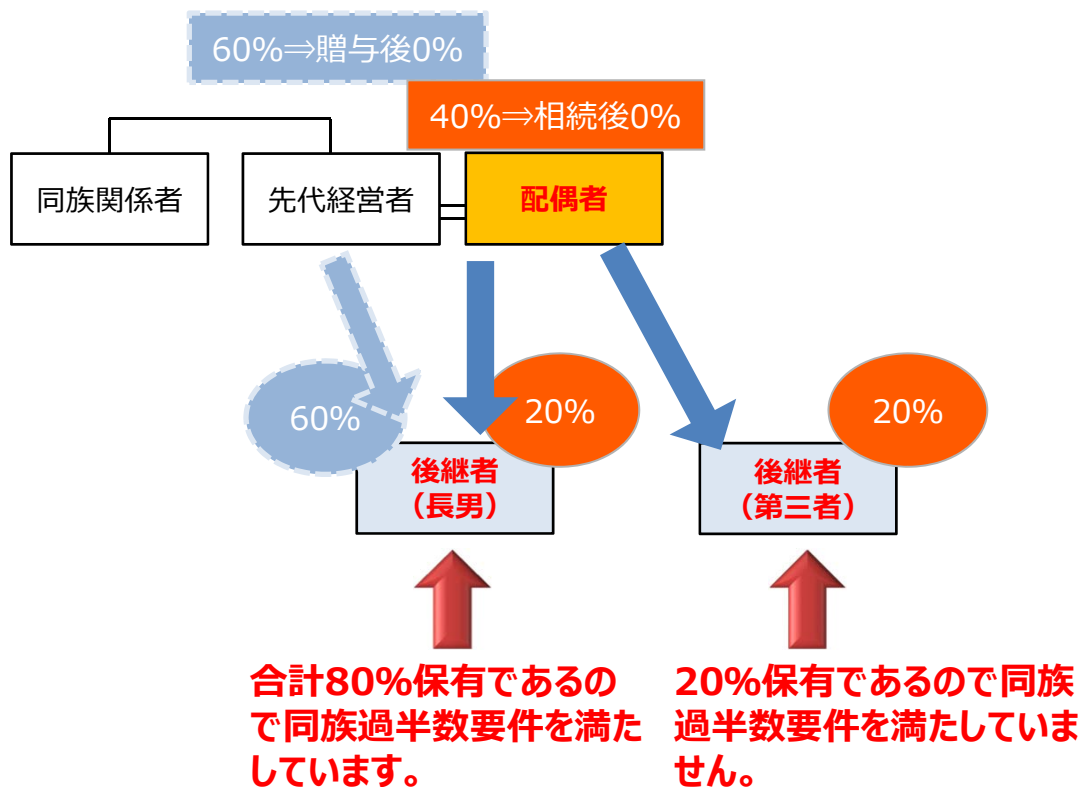 60%⇒贈与後0%
40%⇒相続後0%
同族関係者
先代経営者
配偶者
60%
20%
20%
後継者
（長男）
後継者
（第三者）
合計80%保有であるの
で同族過半数要件を満た
しています。
20%保有であるので同族
過半数要件を満たしていま
せん。